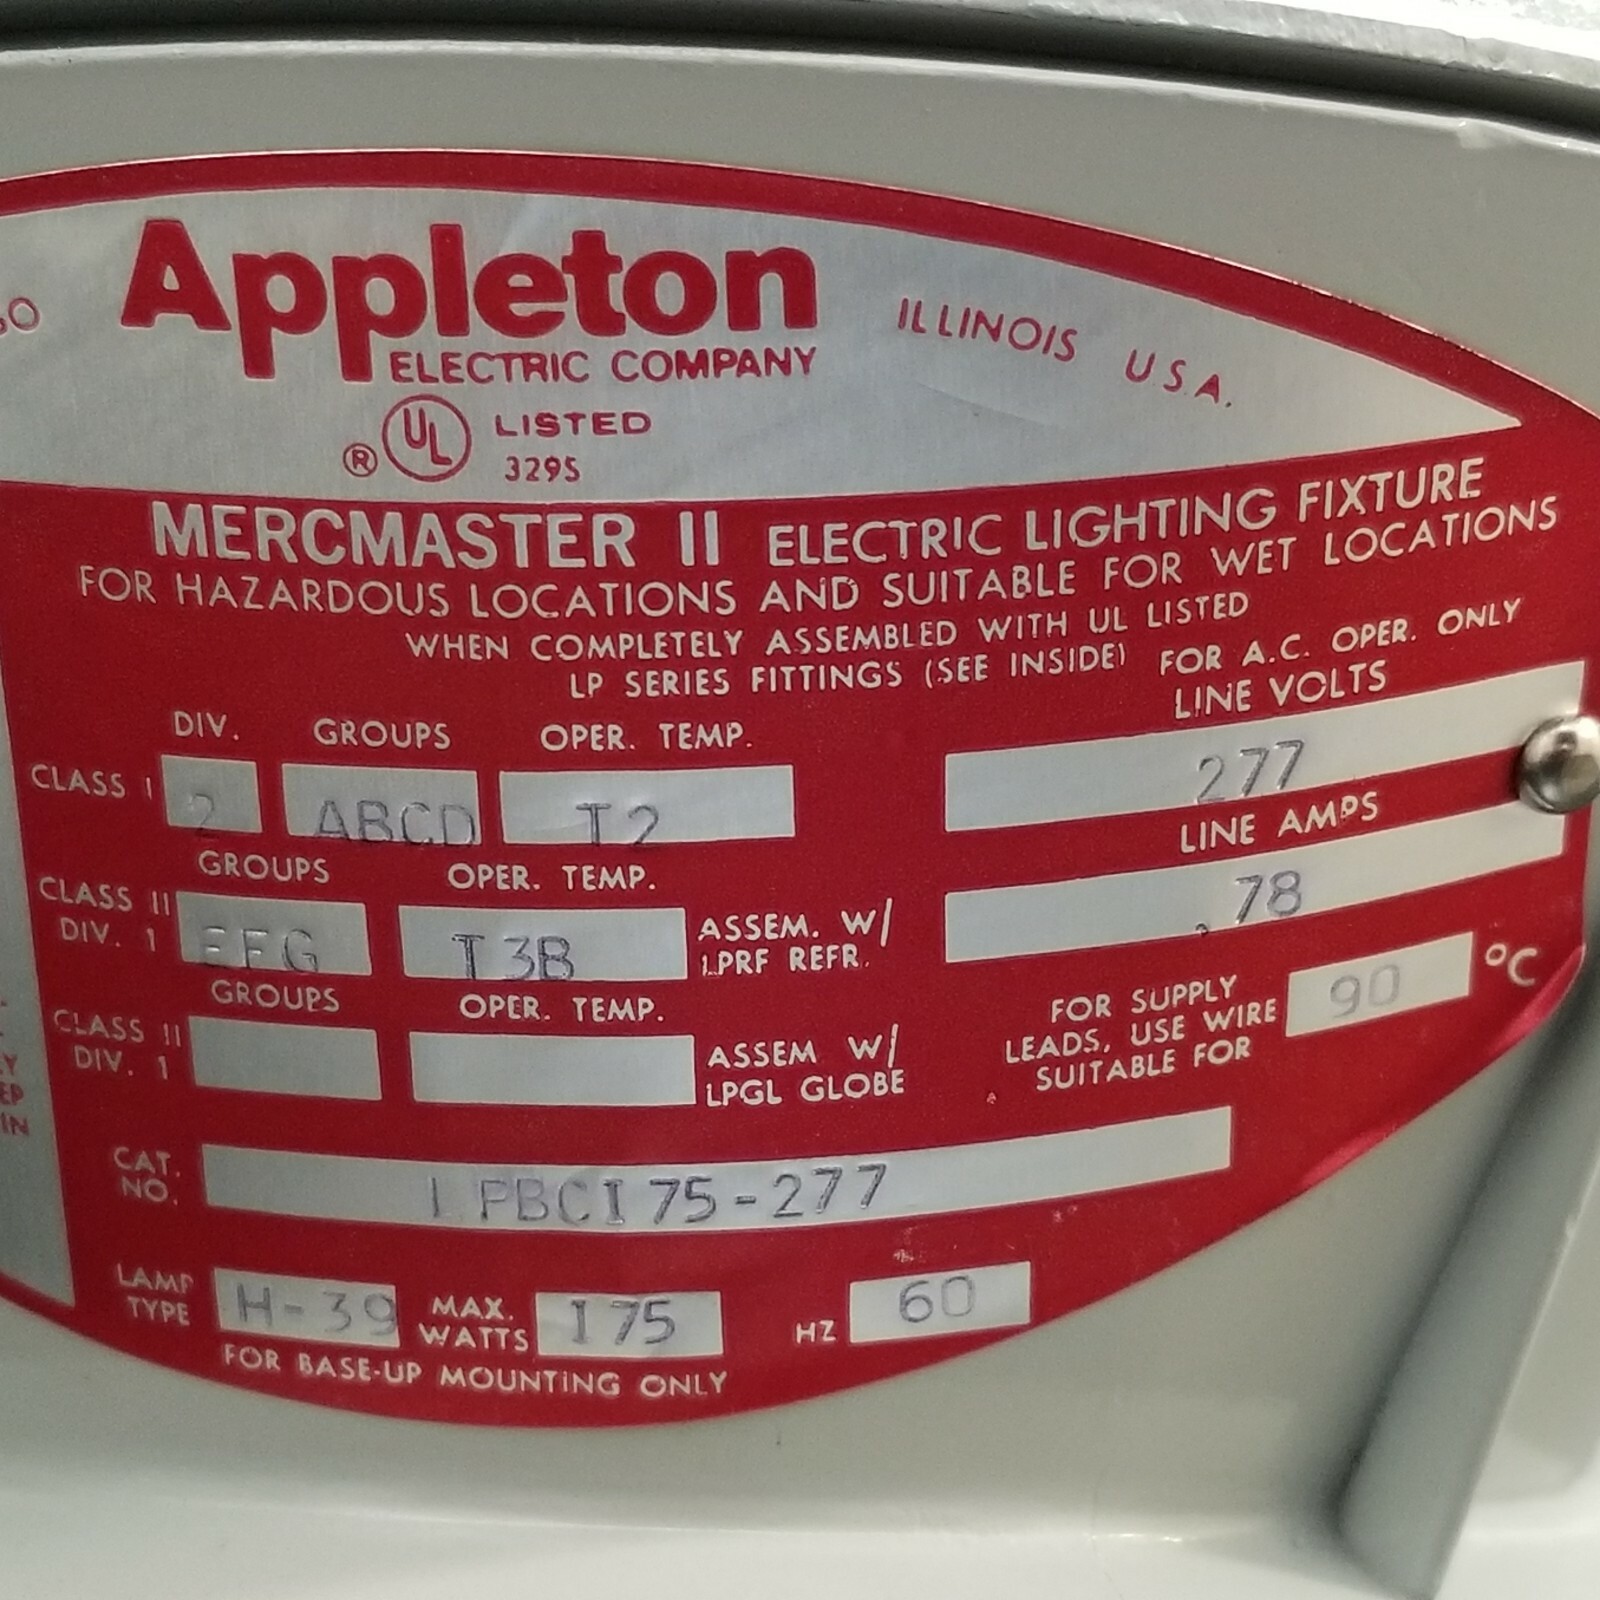 Appleton
ELECTRIC COMPANY
ILLINOIS U.S.A.
® UL LISTED
3295
MERCMASTER II ELECTRIC LIGHTING FIXTURE
FOR HAZARDOUS LOCATIONS AND SUITABLE FOR WET LOCATIONS
WHEN COMPLETELY ASSEMBLED WITH UL LISTED
LP SERIES FITTINGS (SEE INSIDE) FOR A.C. OPER. ONLY
DIV. GROUPS OPER. TEMP. LINE VOLTS
CLASS I 2 ABCD T2 277
GROUPS OPER. TEMP. LINE AMPS
CLASS II DIV. 1 EFG T3B ASSEM. W/ LPRF REFR. .78
GROUPS OPER. TEMP.
CLASS II DIV. 1 ASSEM W/ LPGL GLOBE
FOR SUPPLY
LEADS, USE WIRE
SUITABLE FOR 90 °C
CAT. NO. LPBC175-277
LAMP TYPE H-39 MAX. WATTS 175 HZ 60
FOR BASE-UP MOUNTING ONLY